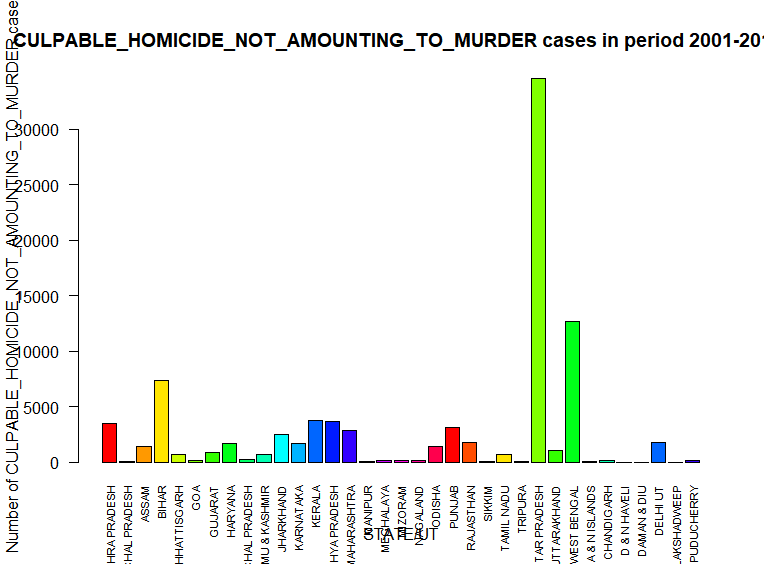 CULPABLE_HOMICIDE_NOT_AMOUNTING_TO_MURDER cases in period 2001-201
Number of CULPABLE_HOMICIDE_NOT_AMOUNTING_TO_MURDER case
30000
25000
20000
15000
10000
5000
0
HRA PRADESH
CHAL PRADESH
ASSAM
BIHAR
HHATTISGARH
GOA
GUJARAT
HARYANA
CHAL PRADESH
MU & KASHMIR
JHARKHAND
KARNATAKA
KERALA
HYA PRADESH
MAHARASHTRA
MANIPUR
MEGHALAYA
MIZORAM
NAGALAND
ODISHA
PUNJAB
RAJASTHAN
SIKKIM
TAMIL NADU
TRIPURA
TAR PRADESH
UTTARAKHAND
WEST BENGAL
A & N ISLANDS
CHANDIGARH
D & N HAVELI
DAMAN & DIU
DELHI UT
LAKSHADWEEP
PUDUCHERRY
STATE/UT